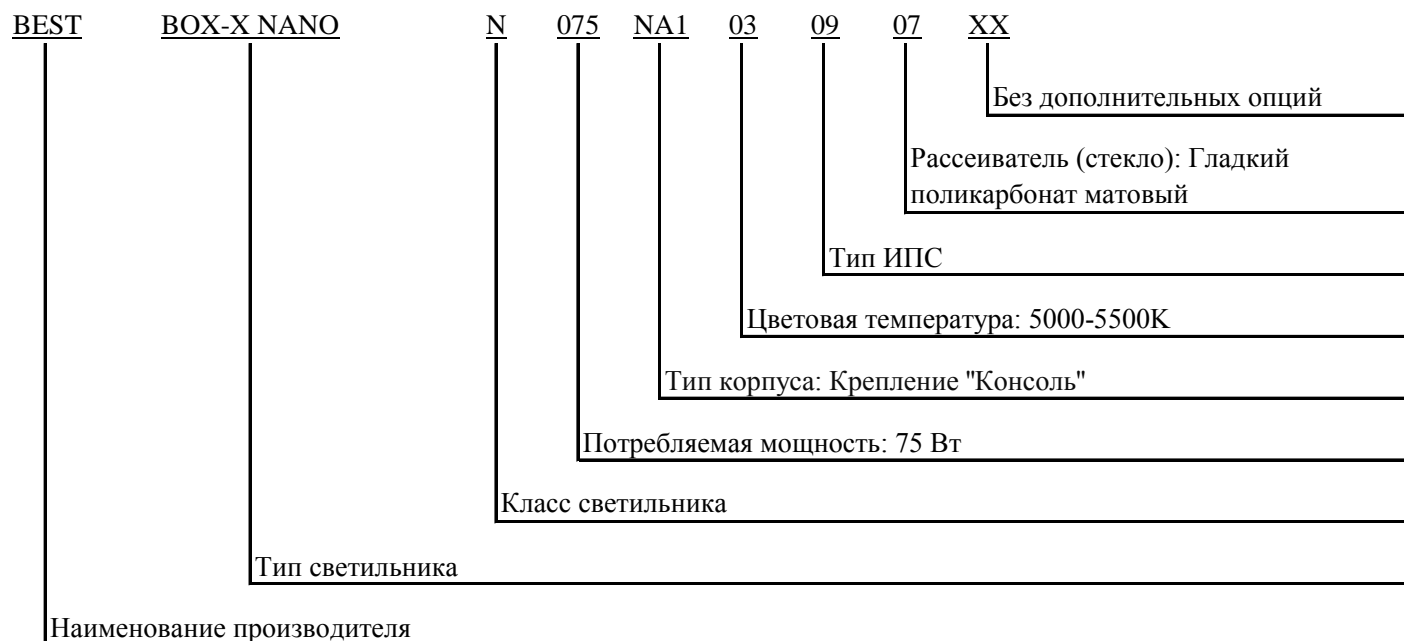 BEST BOX-X NANO N 075 NA1 03 09 07 XX
Без дополнительных опций
Рассеиватель (стекло): Гладкий
поликарбонат матовый
Тип ИПС
Цветовая температура: 5000-5500К
Тип корпуса: Крепление "Консоль"
Потребляемая мощность: 75 Вт
Класс светильника
Тип светильника
Наименование производителя